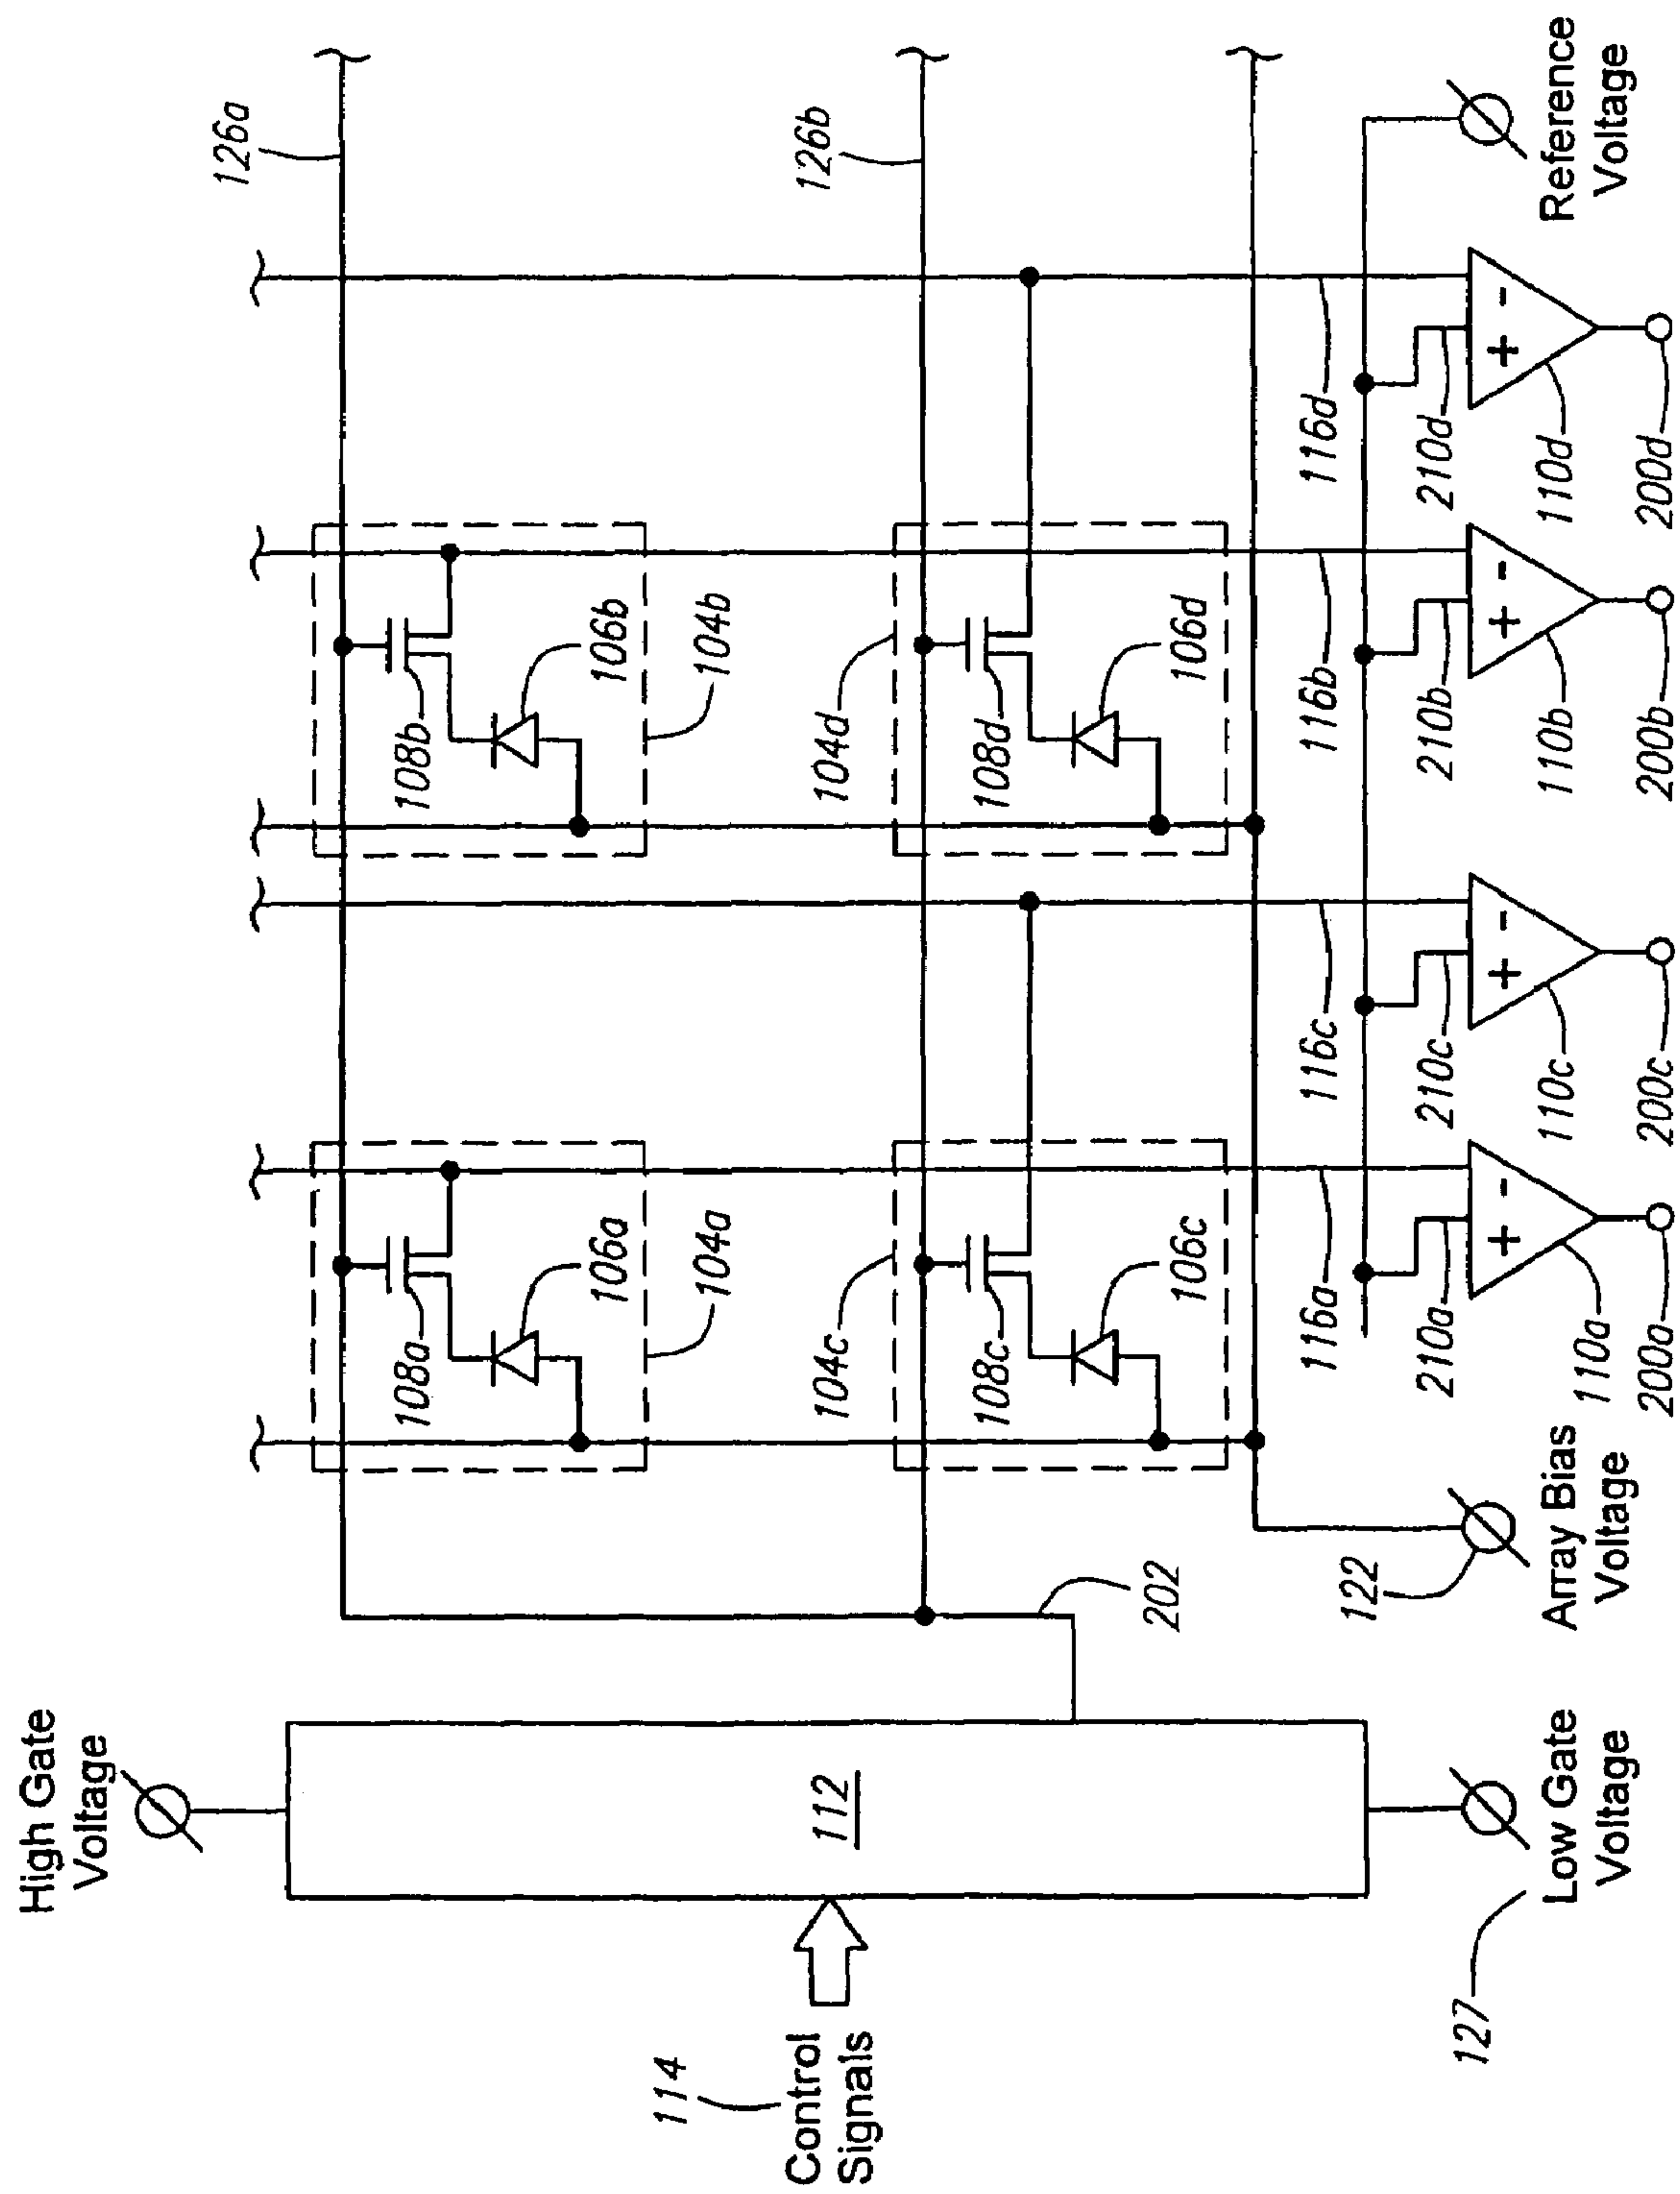 High Gate
Voltage
126a
108a
108b
106a
106b
114
104a
104b
Control
Signals
112
104c
104d
126b
108c
108d
202
106c
106d
116a
116c
116b
116d
122
210a
210c
210b
210d
127
+ -
+ -
+ -
+ -
110a
110c
110b
110d
Low Gate
Voltage
Array Bias
Voltage
Reference
Voltage
200a
200c
200b
200d